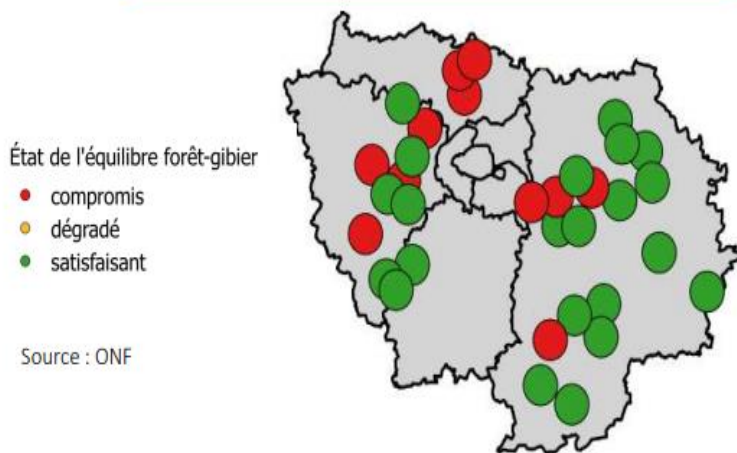 État de l'équilibre forêt-gibier
compromis
dégradé
satisfaisant
Source : ONF